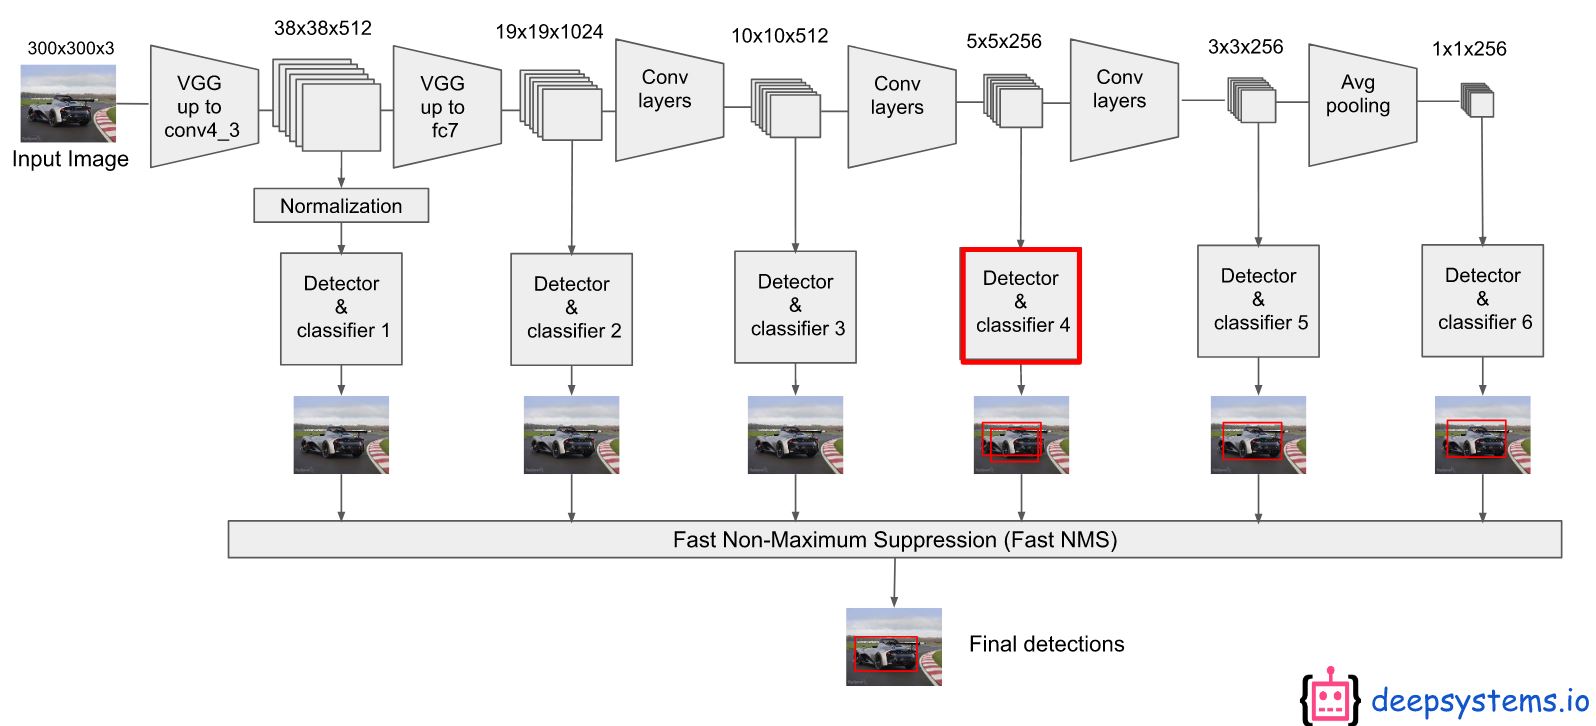 300x300x3
38x38x512
19x19x1024
10x10x512
5x5x256
3x3x256
1x1x256
VGG
up to
conv4_3
VGG
up to
fc7
Conv
layers
Conv
layers
Conv
layers
Avg
pooling
Input Image
Normalization
Detector
&
classifier 1
Detector
&
classifier 2
Detector
&
classifier 3
Detector
&
classifier 4
Detector
&
classifier 5
Detector
&
classifier 6
Fast Non-Maximum Suppression (Fast NMS)
Final detections
deepsystems.io